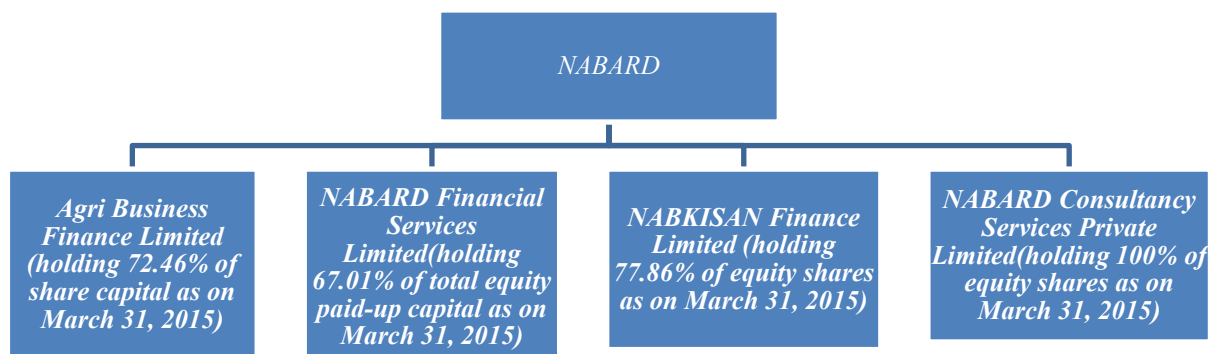 NABARD
Agri Business
Finance Limited
(holding 72.46% of
share capital as on
March 31, 2015)
NABARD Financial
Services
Limited(holding
67.01% of total equity
paid-up capital as on
March 31, 2015)
NABKISAN Finance
Limited (holding
77.86% of equity shares
as on March 31, 2015)
NABARD Consultancy
Services Private
Limited(holding 100% of
equity shares as on
March 31, 2015)